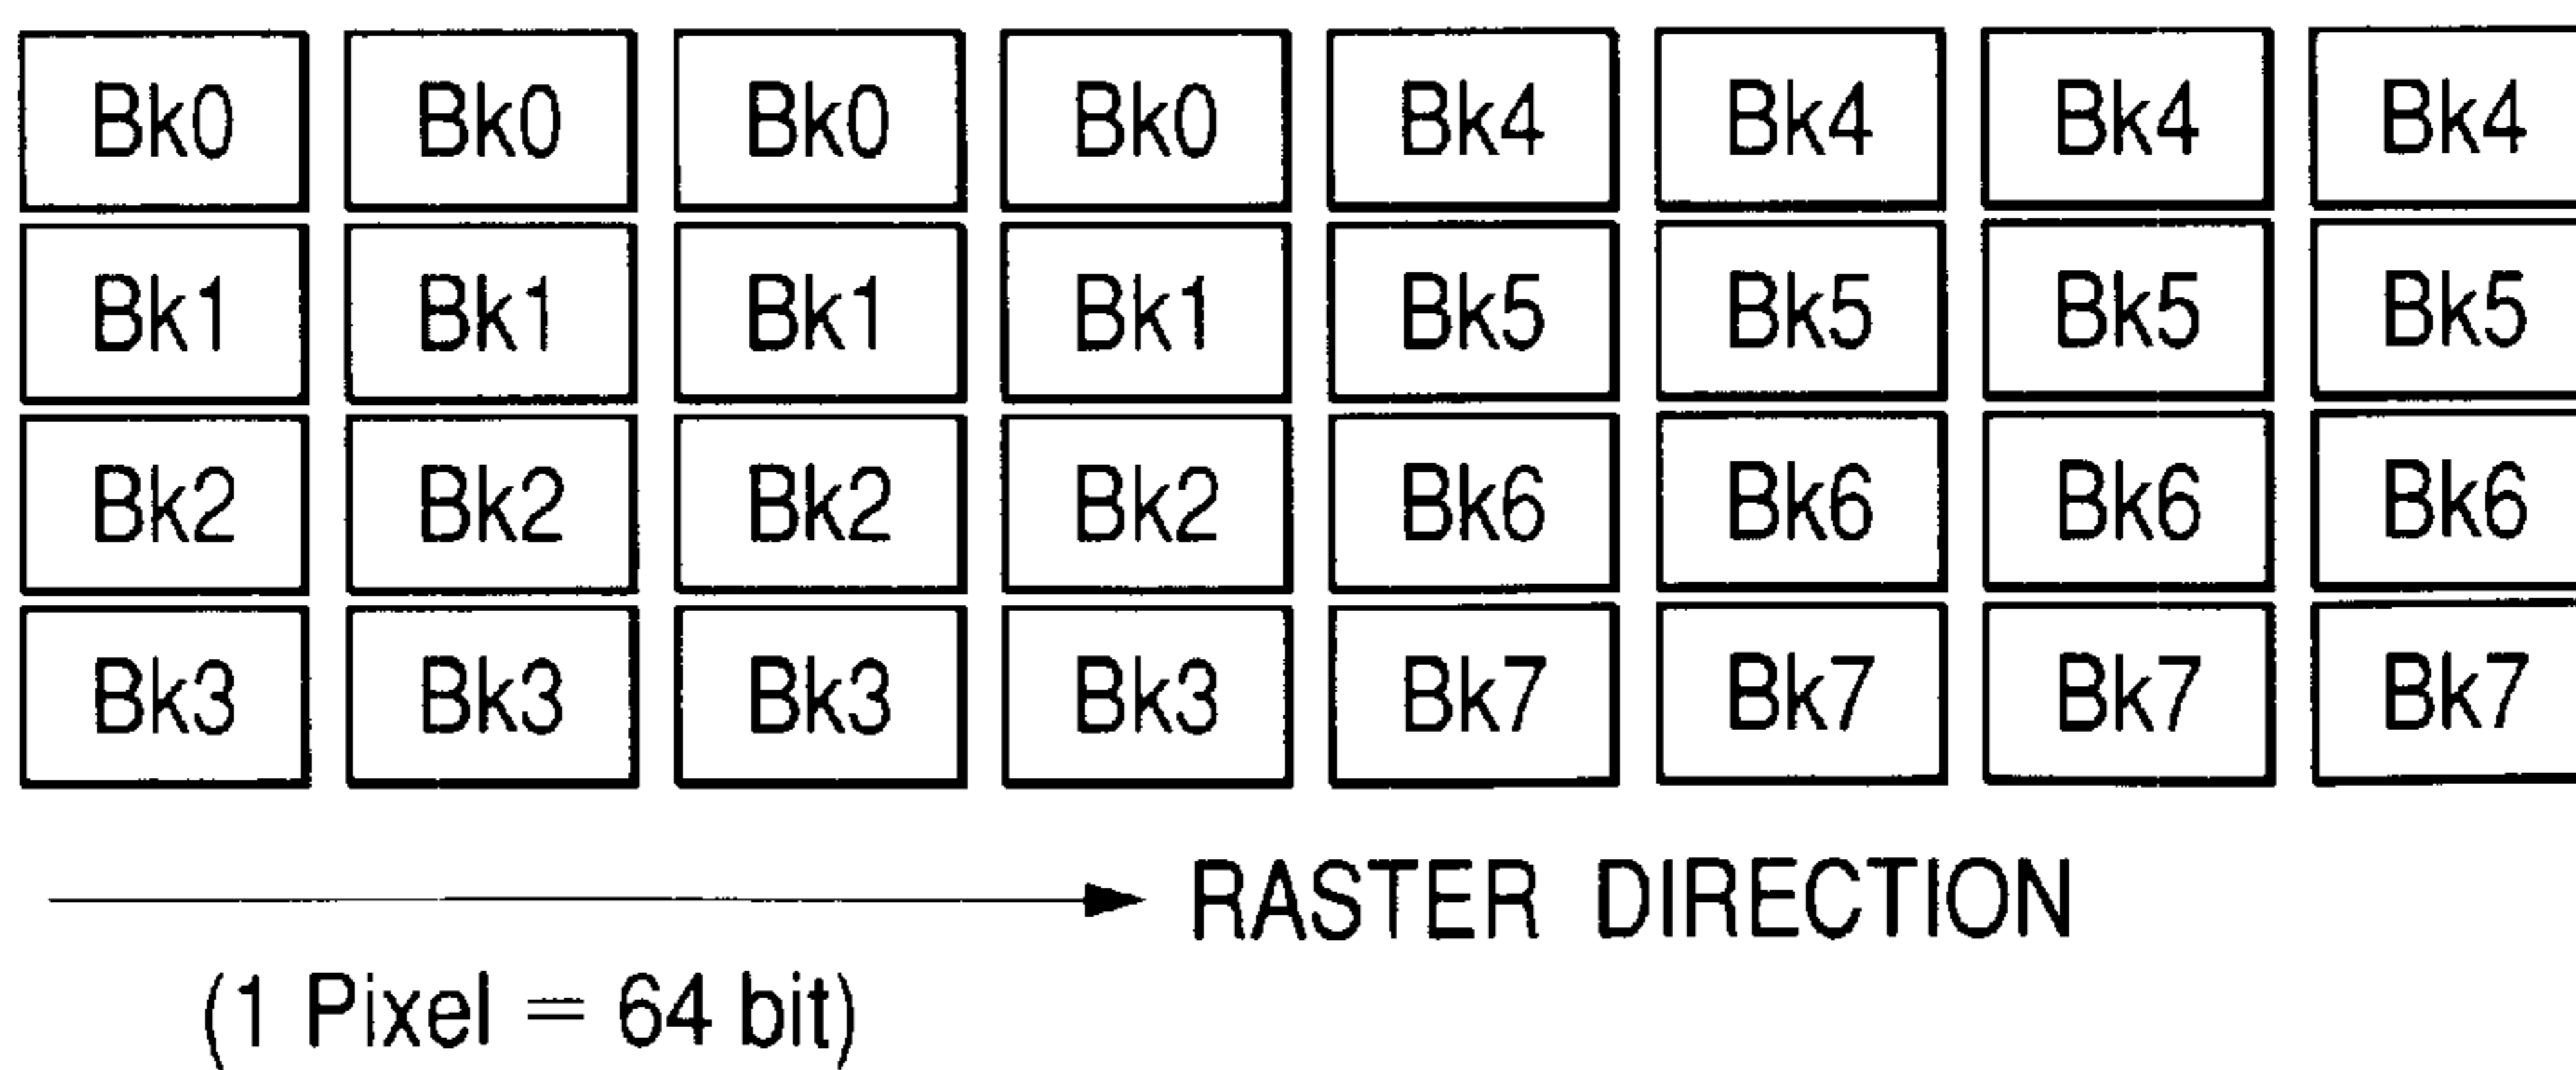 Bk0 Bk0 Bk0 Bk0 Bk4 Bk4 Bk4 Bk4
Bk1 Bk1 Bk1 Bk1 Bk5 Bk5 Bk5 Bk5
Bk2 Bk2 Bk2 Bk2 Bk6 Bk6 Bk6 Bk6
Bk3 Bk3 Bk3 Bk3 Bk7 Bk7 Bk7 Bk7
RASTER DIRECTION
(1 Pixel = 64 bit)